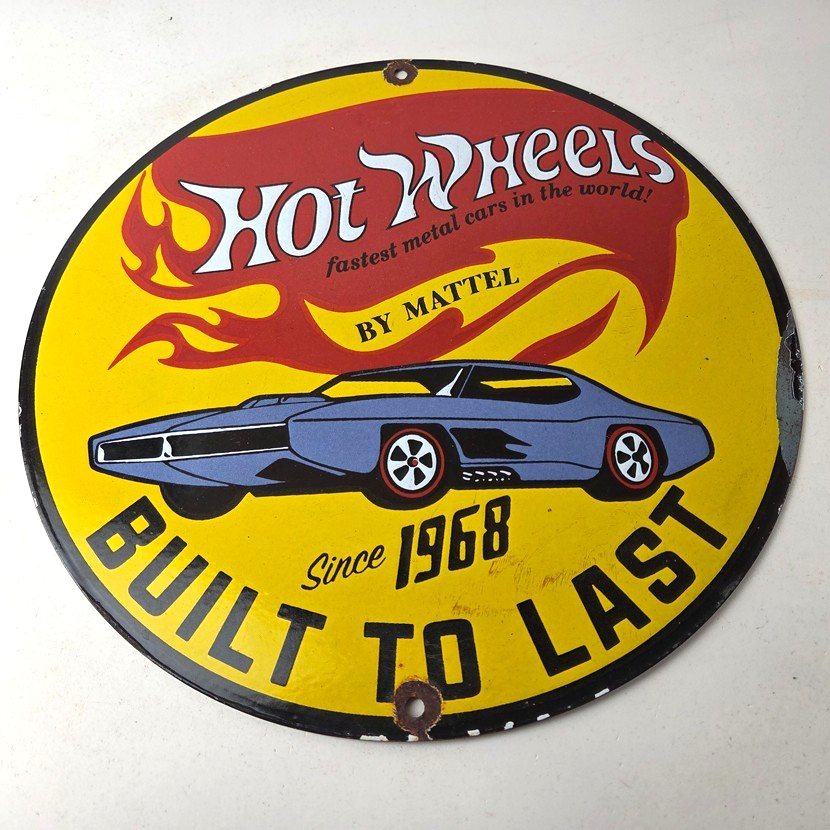 Hot Wheels
fastest metal cars in the world!
BY MATTEL
Since 1968
BUILT TO LAST